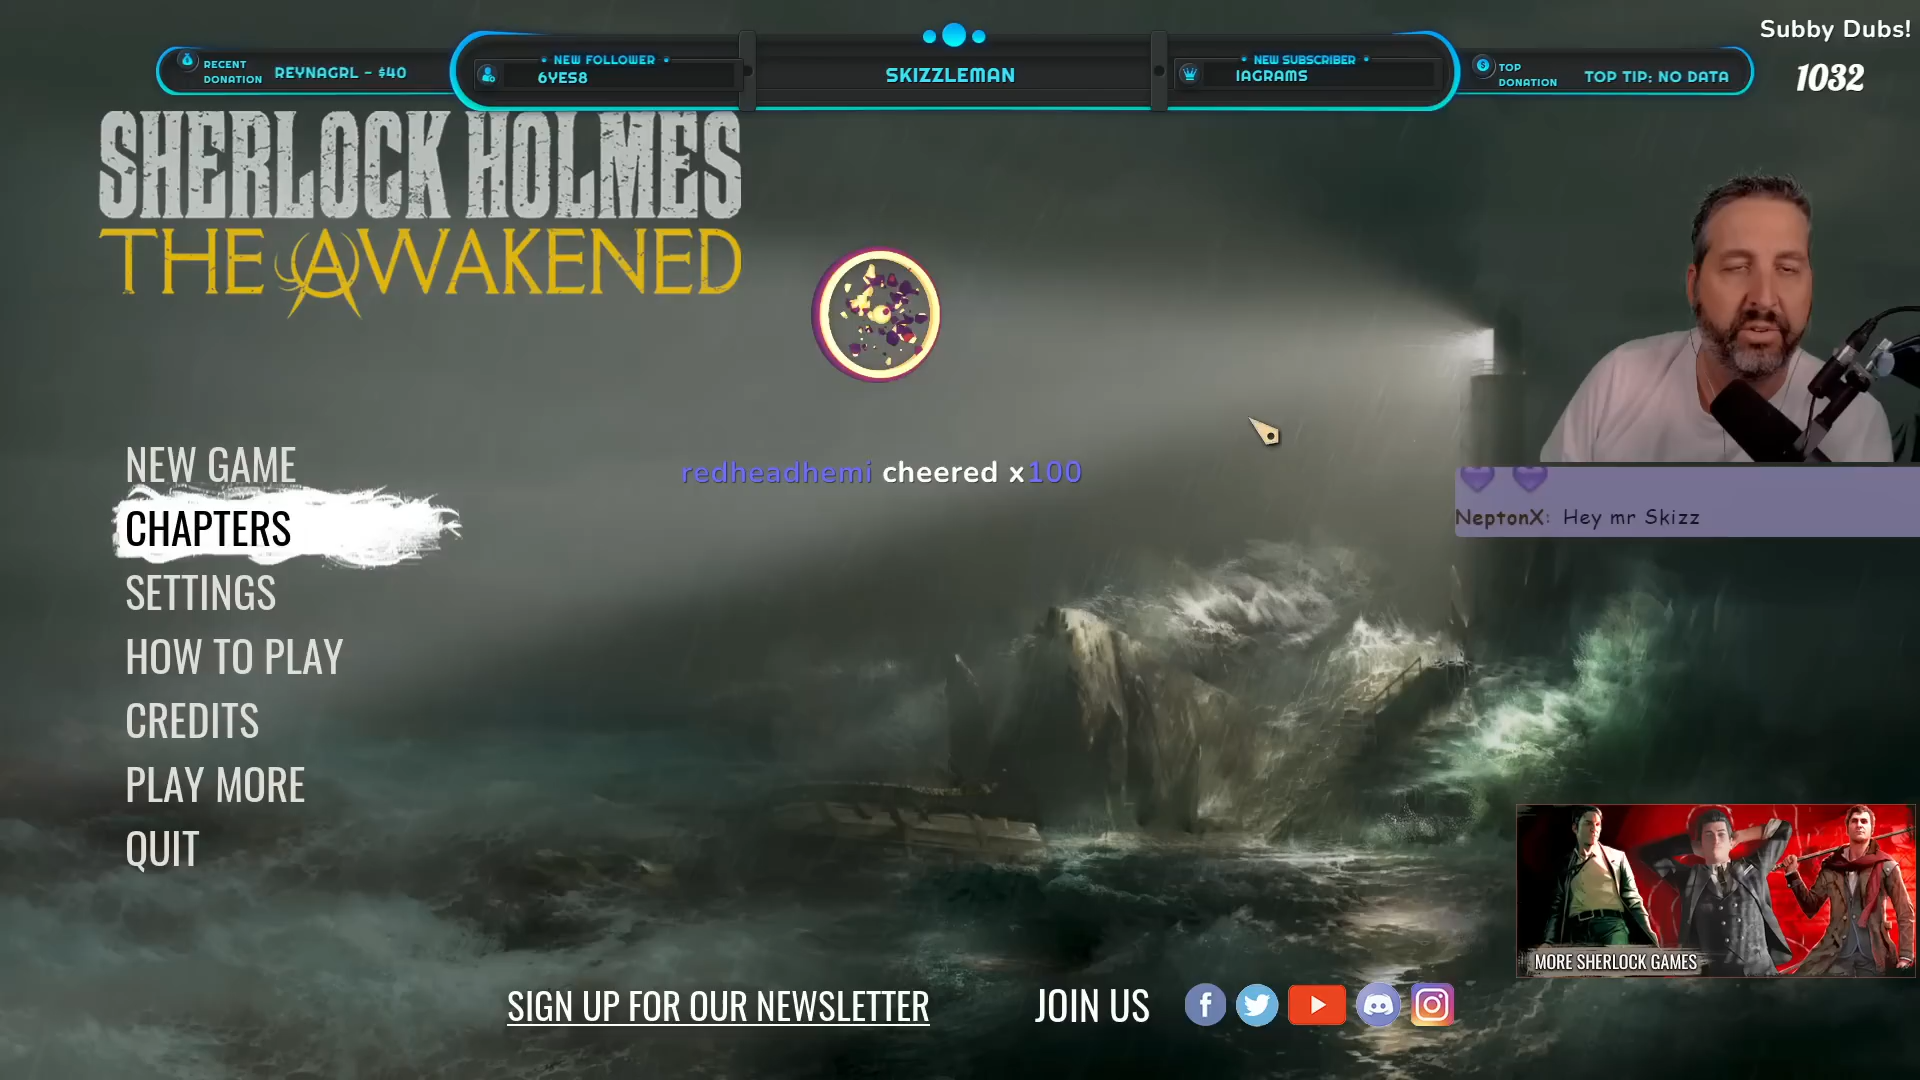 Subby Dubs!
1032
RECENT
DONATION
REYNAGRL - $40
NEW FOLLOWER
6YES8
SKIZZLEMAN
NEW SUBSCRIBER
IAGRAMS
TOP
DONATION
TOP TIP: NO DATA
SHERLOCK HOLMES
THE AWAKENED
NEW GAME
CHAPTERS
SETTINGS
HOW TO PLAY
CREDITS
PLAY MORE
QUIT
redheadhemi cheered x100
NeptonX: Hey mr Skizz
MORE SHERLOCK GAMES
SIGN UP FOR OUR NEWSLETTER
JOIN US